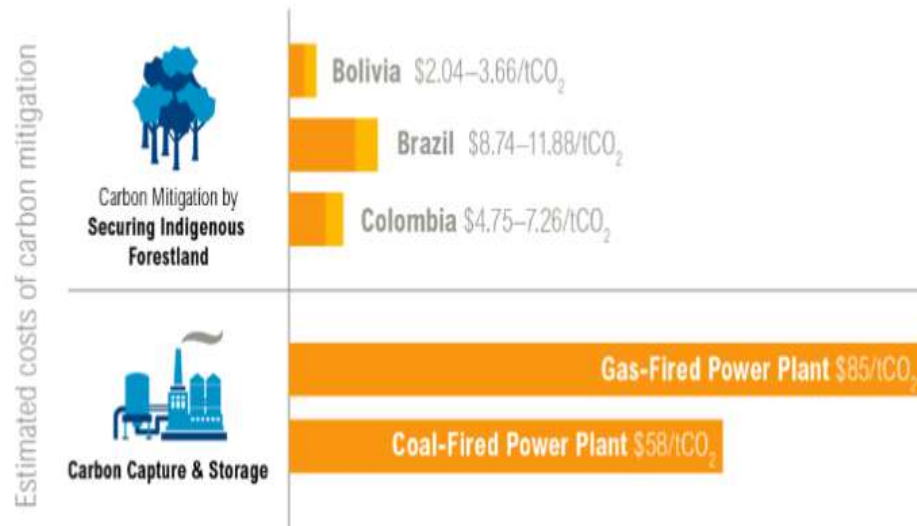 Estimated costs of carbon mitigation
Carbon Mitigation by
Securing Indigenous
Forestland
Bolivia $2.04–3.66/tCO₂
Brazil $8.74–11.88/tCO₂
Colombia $4.75–7.26/tCO₂
Carbon Capture & Storage
Gas-Fired Power Plant $85/tCO₂
Coal-Fired Power Plant $58/tCO₂